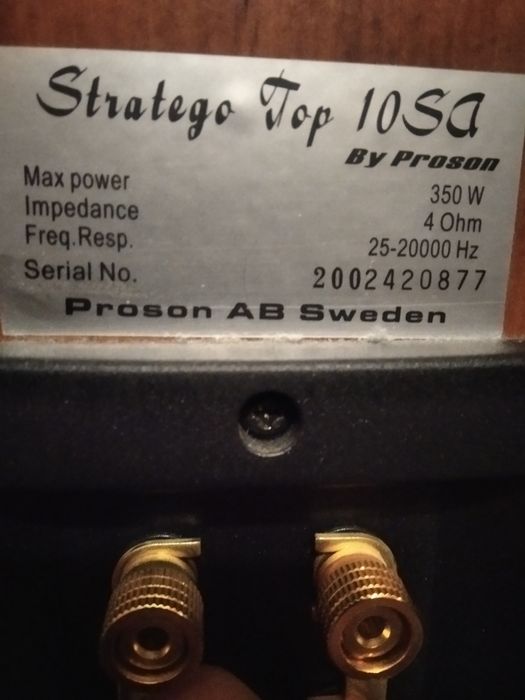 Stratego Top 10SA
By Proson
Max power 350 W
Impedance 4 Ohm
Freq.Resp. 25-20000 Hz
Serial No. 2002420877
Proson AB Sweden